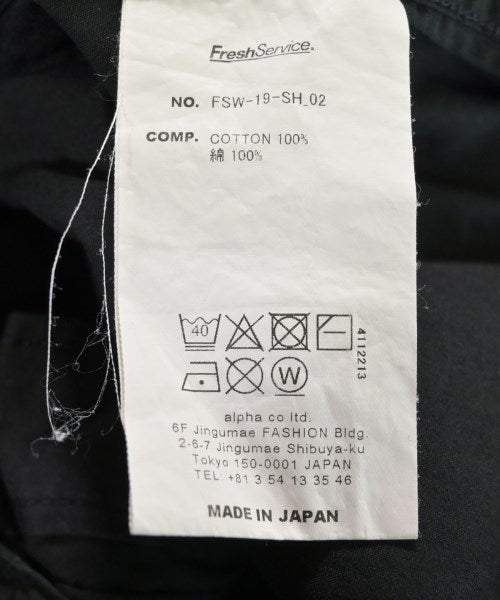 FreshService.
NO. FSW-19-SH_02
COMP. COTTON 100%
綿 100%
40
W
4112213
alpha co ltd.
6F Jingumae FASHION Bldg.
2-6-7 Jingumae Shibuya-ku
Tokyo 150-0001 JAPAN
TEL: +81 3 54 13 35 46
MADE IN JAPAN